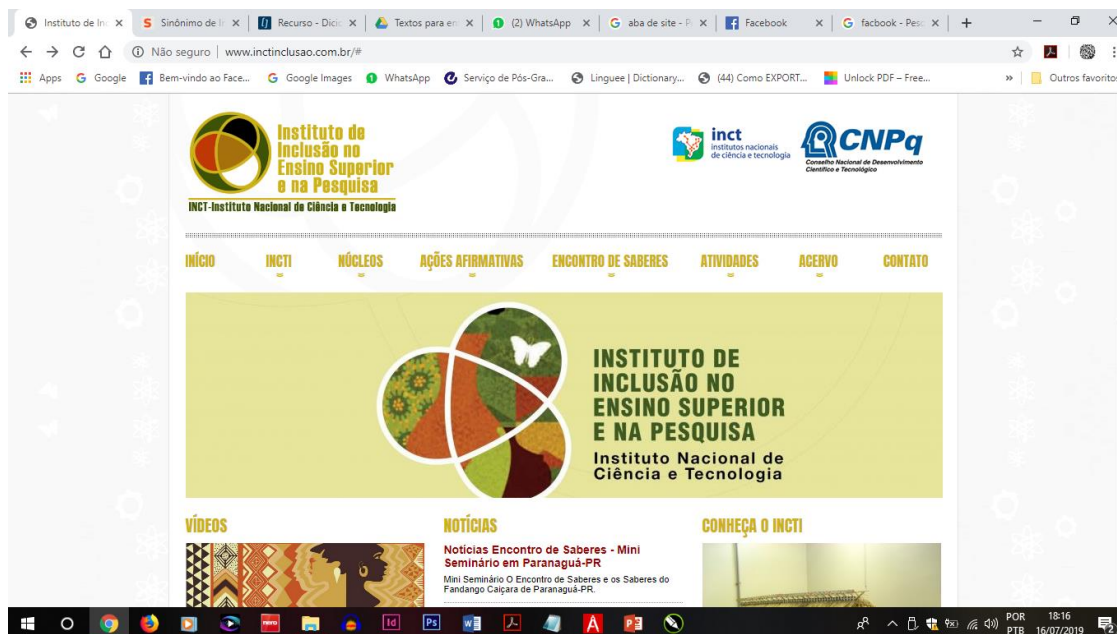 Instituto de In
Sinônimo de I
Recurso - Dici
Textos para en
(2) WhatsApp
aba de site - P
Facebook
facbook - Pesq
Não seguro | www.inctinclusao.com.br/#
Apps
Google
Bem-vindo ao Face...
Google Images
WhatsApp
Serviço de Pós-Gra...
Linguee | Dictionary...
(44) Como EXPORT...
Unlock PDF – Free...
»
Outros favoritos
Instituto de
Inclusão no
Ensino Superior
e na Pesquisa
INCT-Instituto Nacional de Ciência e Tecnologia
inct
institutos nacionais
de ciência e tecnologia
CNPq
Conselho Nacional de Desenvolvimento
Científico e Tecnológico
INÍCIO
INCTI
NÚCLEOS
AÇÕES AFIRMATIVAS
ENCONTRO DE SABERES
ATIVIDADES
ACERVO
CONTATO
INSTITUTO DE
INCLUSÃO NO
ENSINO SUPERIOR
E NA PESQUISA
Instituto Nacional de
Ciência e Tecnologia
VÍDEOS
NOTÍCIAS
Notícias Encontro de Saberes - Mini
Seminário em Paranaguá-PR
Mini Seminário O Encontro de Saberes e os Saberes do
Fandango Caiçara de Paranaguá-PR.
CONHEÇA O INCTI
nero
Id
Ps
POR
PTB
18:16
16/07/2019